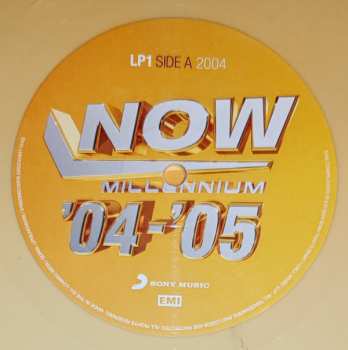 LP1 SIDE A 2004
NOW
MILLENNIUM
'04-'05
SONY MUSIC
EMI